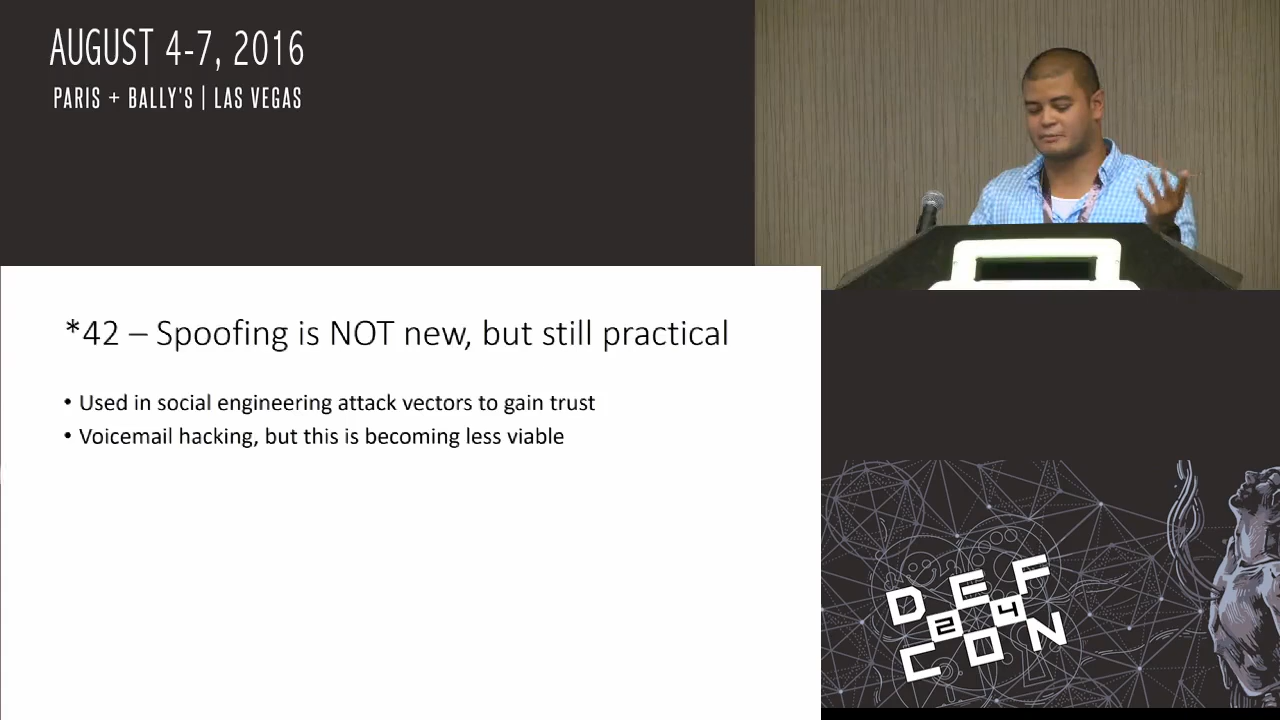 AUGUST 4-7, 2016
PARIS + BALLY'S | LAS VEGAS
*42 – Spoofing is NOT new, but still practical
• Used in social engineering attack vectors to gain trust
• Voicemail hacking, but this is becoming less viable
DEF
24
CON